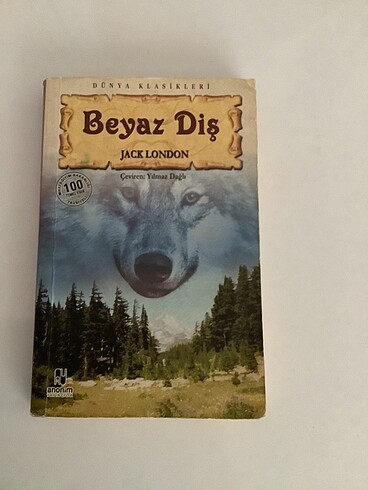 DÜNYA KLASİKLERİ
Beyaz Diş
JACK LONDON
Çeviren: Yılmaz Dağlı
100
anonim